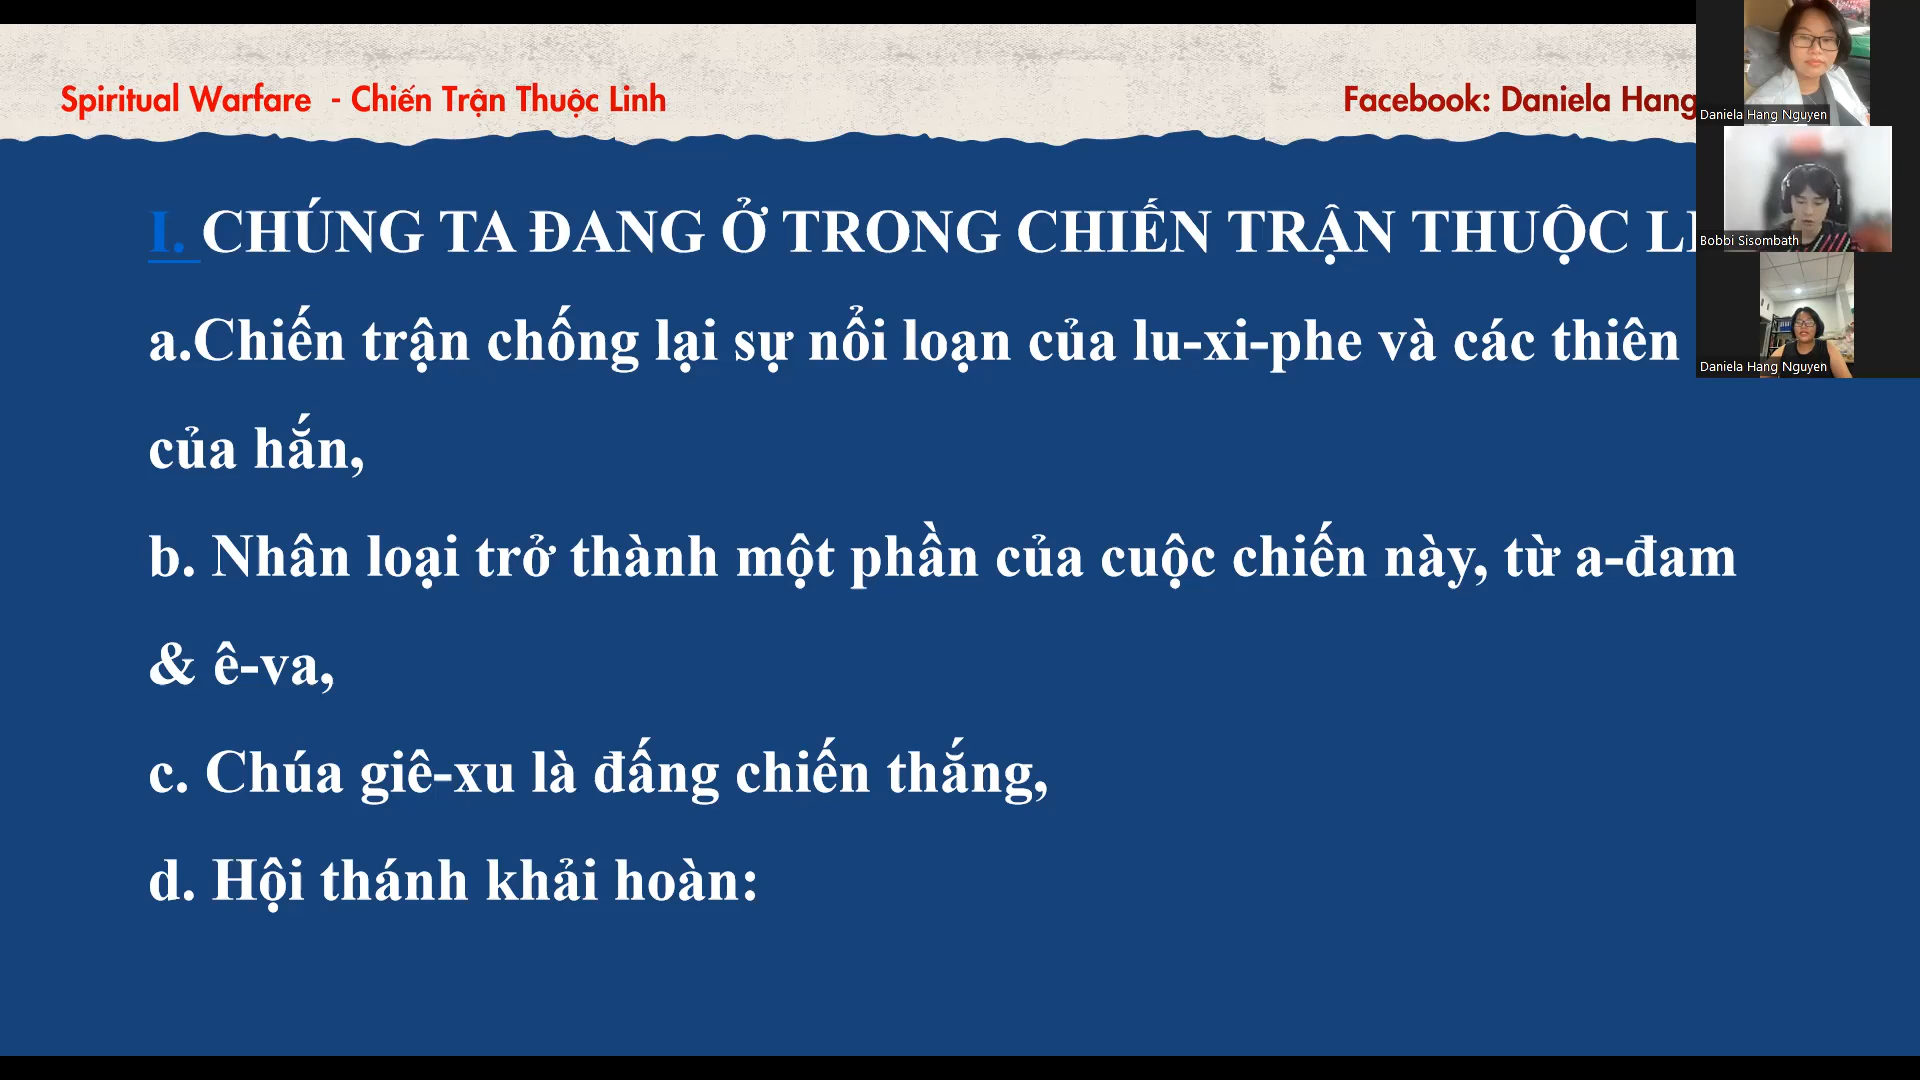 Spiritual Warfare - Chiến Trận Thuộc Linh
Facebook: Daniela Hang
I. CHÚNG TA ĐANG Ở TRONG CHIẾN TRẬN THUỘC
a.Chiến trận chống lại sự nổi loạn của lu-xi-phe và các thiên
của hắn,
b. Nhân loại trở thành một phần của cuộc chiến này, từ a-đam
& ê-va,
c. Chúa giê-xu là đấng chiến thắng,
d. Hội thánh khải hoàn:
Daniela Hang Nguyen
Bobbi Sisombath
Daniela Hang Nguyen